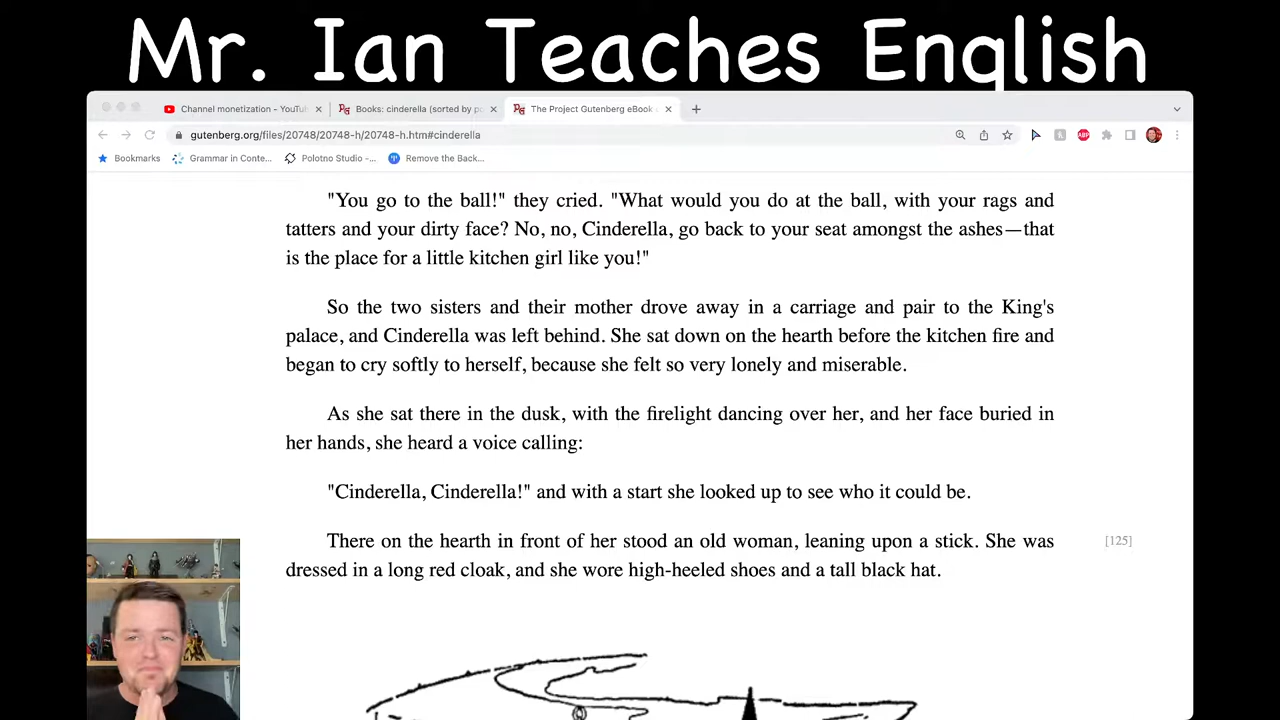 Mr. Ian Teaches English
Channel monetization - YouTu
Books: cinderella (sorted by po
The Project Gutenberg eBook
gutenberg.org/files/20748/20748-h/20748-h.htm#cinderella
Bookmarks
Grammar in Conte...
Polotno Studio -...
Remove the Back...
"You go to the ball!" they cried. "What would you do at the ball, with your rags and
tatters and your dirty face? No, no, Cinderella, go back to your seat amongst the ashes—that
is the place for a little kitchen girl like you!"
So the two sisters and their mother drove away in a carriage and pair to the King's
palace, and Cinderella was left behind. She sat down on the hearth before the kitchen fire and
began to cry softly to herself, because she felt so very lonely and miserable.
As she sat there in the dusk, with the firelight dancing over her, and her face buried in
her hands, she heard a voice calling:
"Cinderella, Cinderella!" and with a start she looked up to see who it could be.
There on the hearth in front of her stood an old woman, leaning upon a stick. She was
[125]
dressed in a long red cloak, and she wore high-heeled shoes and a tall black hat.